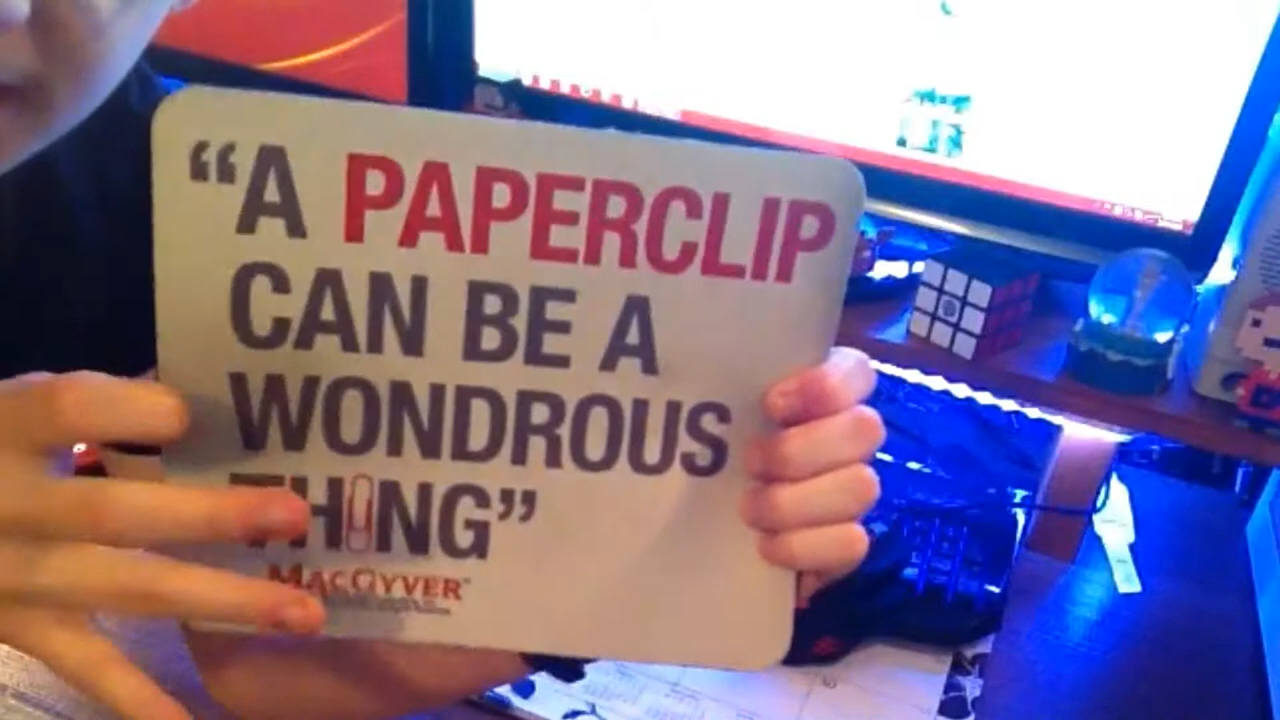 “A PAPERCLIP
CAN BE A
WONDROUS
THING”
MACGYVER